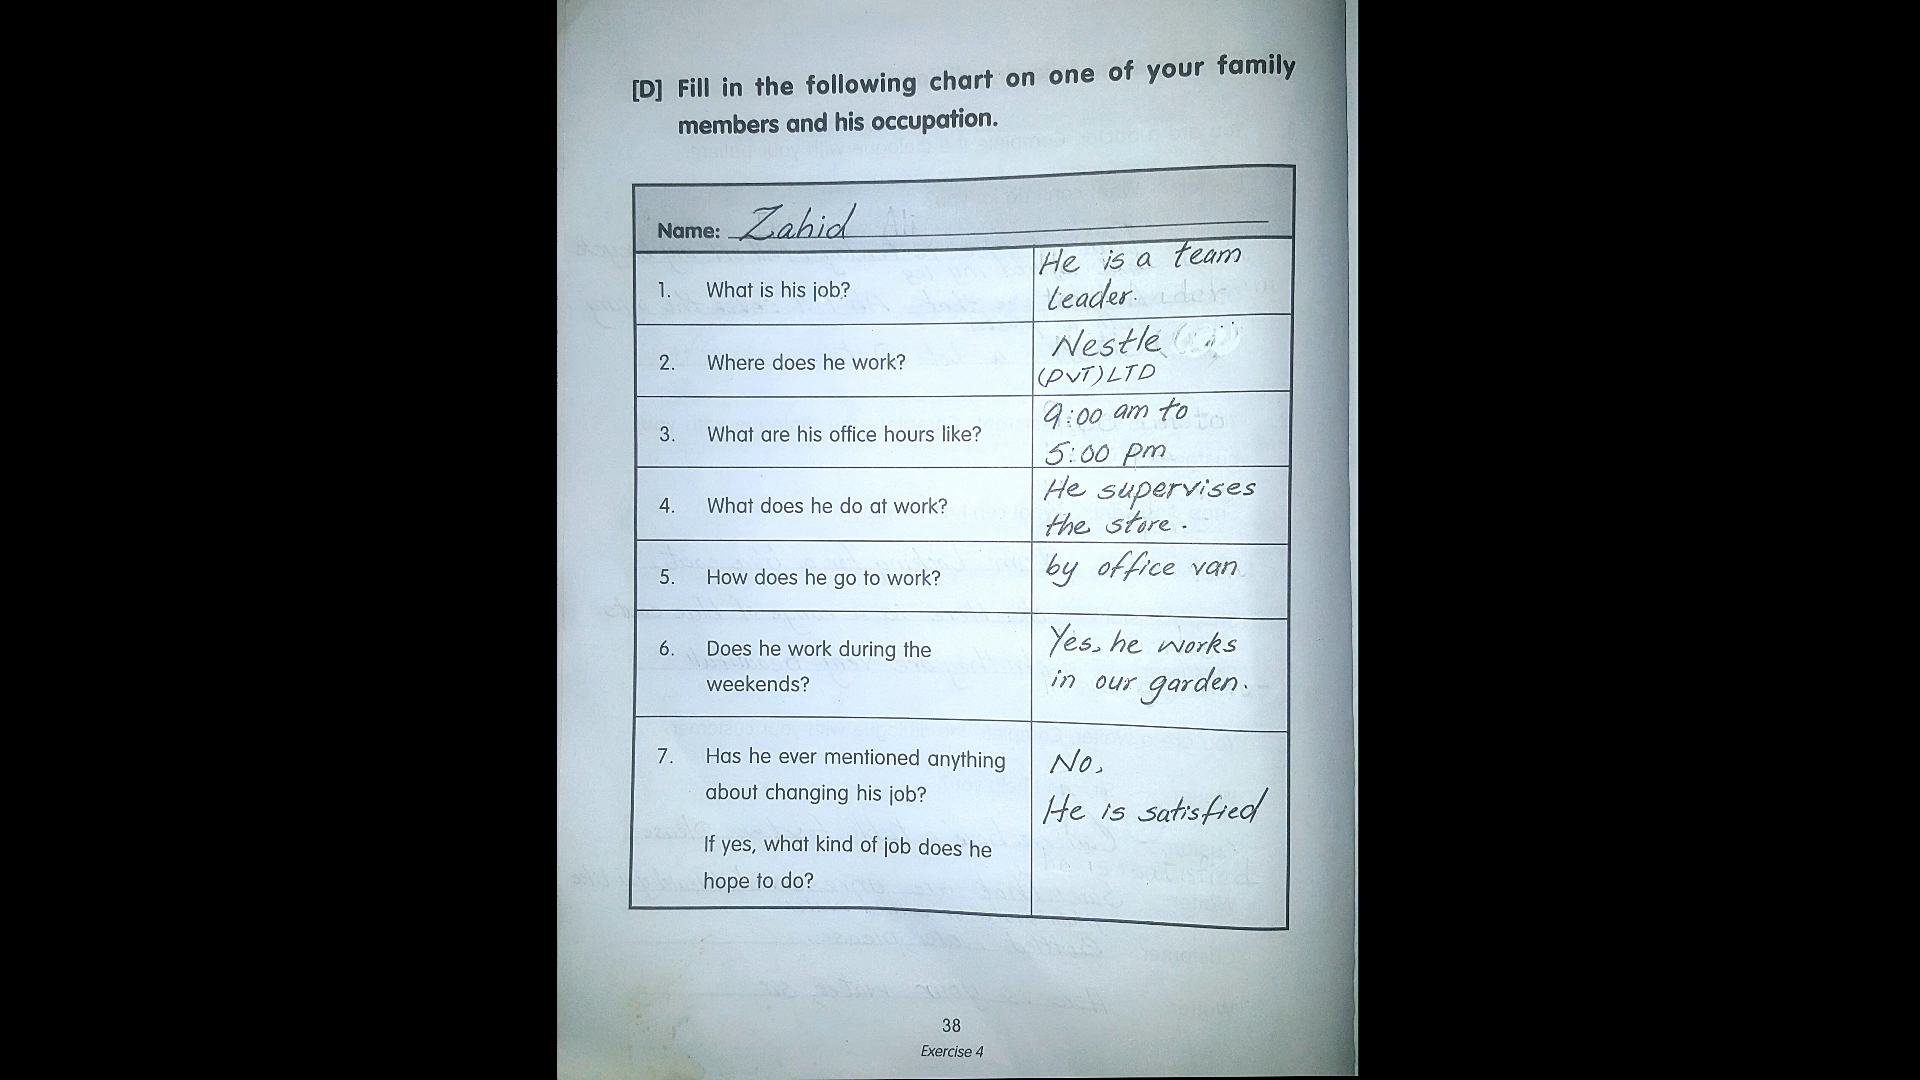 [D] Fill in the following chart on one of your family
members and his occupation.
Name: Zahid
1. What is his job?
He is a team
leader.
2. Where does he work?
Nestle
(PVT) LTD
3. What are his office hours like?
9:00 am to
5:00 pm
4. What does he do at work?
He supervises
the store.
5. How does he go to work?
by office van
6. Does he work during the
weekends?
Yes, he works
in our garden.
7. Has he ever mentioned anything
about changing his job?
If yes, what kind of job does he
hope to do?
No,
He is satisfied
38
Exercise 4